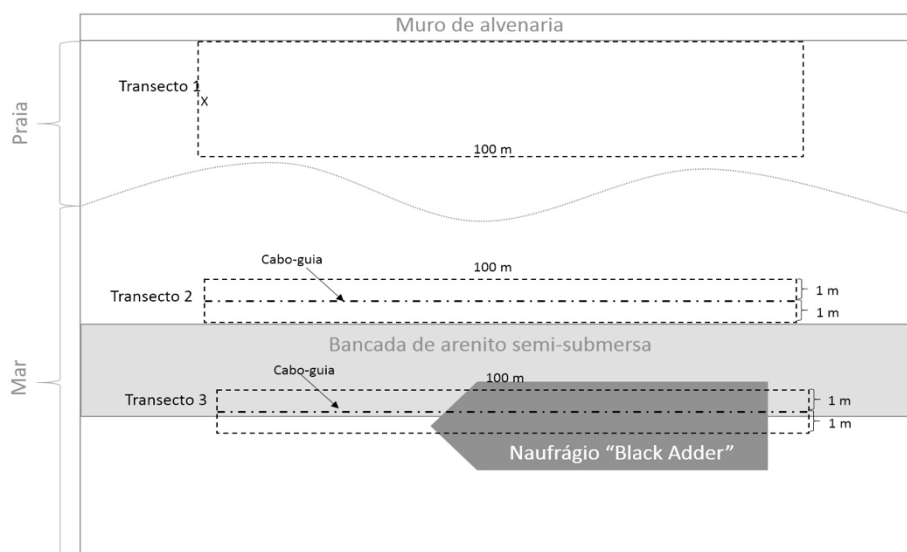 Muro de alvenaria
Praia
Transecto 1
X
100 m
Mar
Cabo-guia
100 m
Transecto 2
1 m
1 m
Bancada de arenito semi-submersa
Cabo-guia
100 m
Transecto 3
1 m
1 m
Naufrágio “Black Adder”